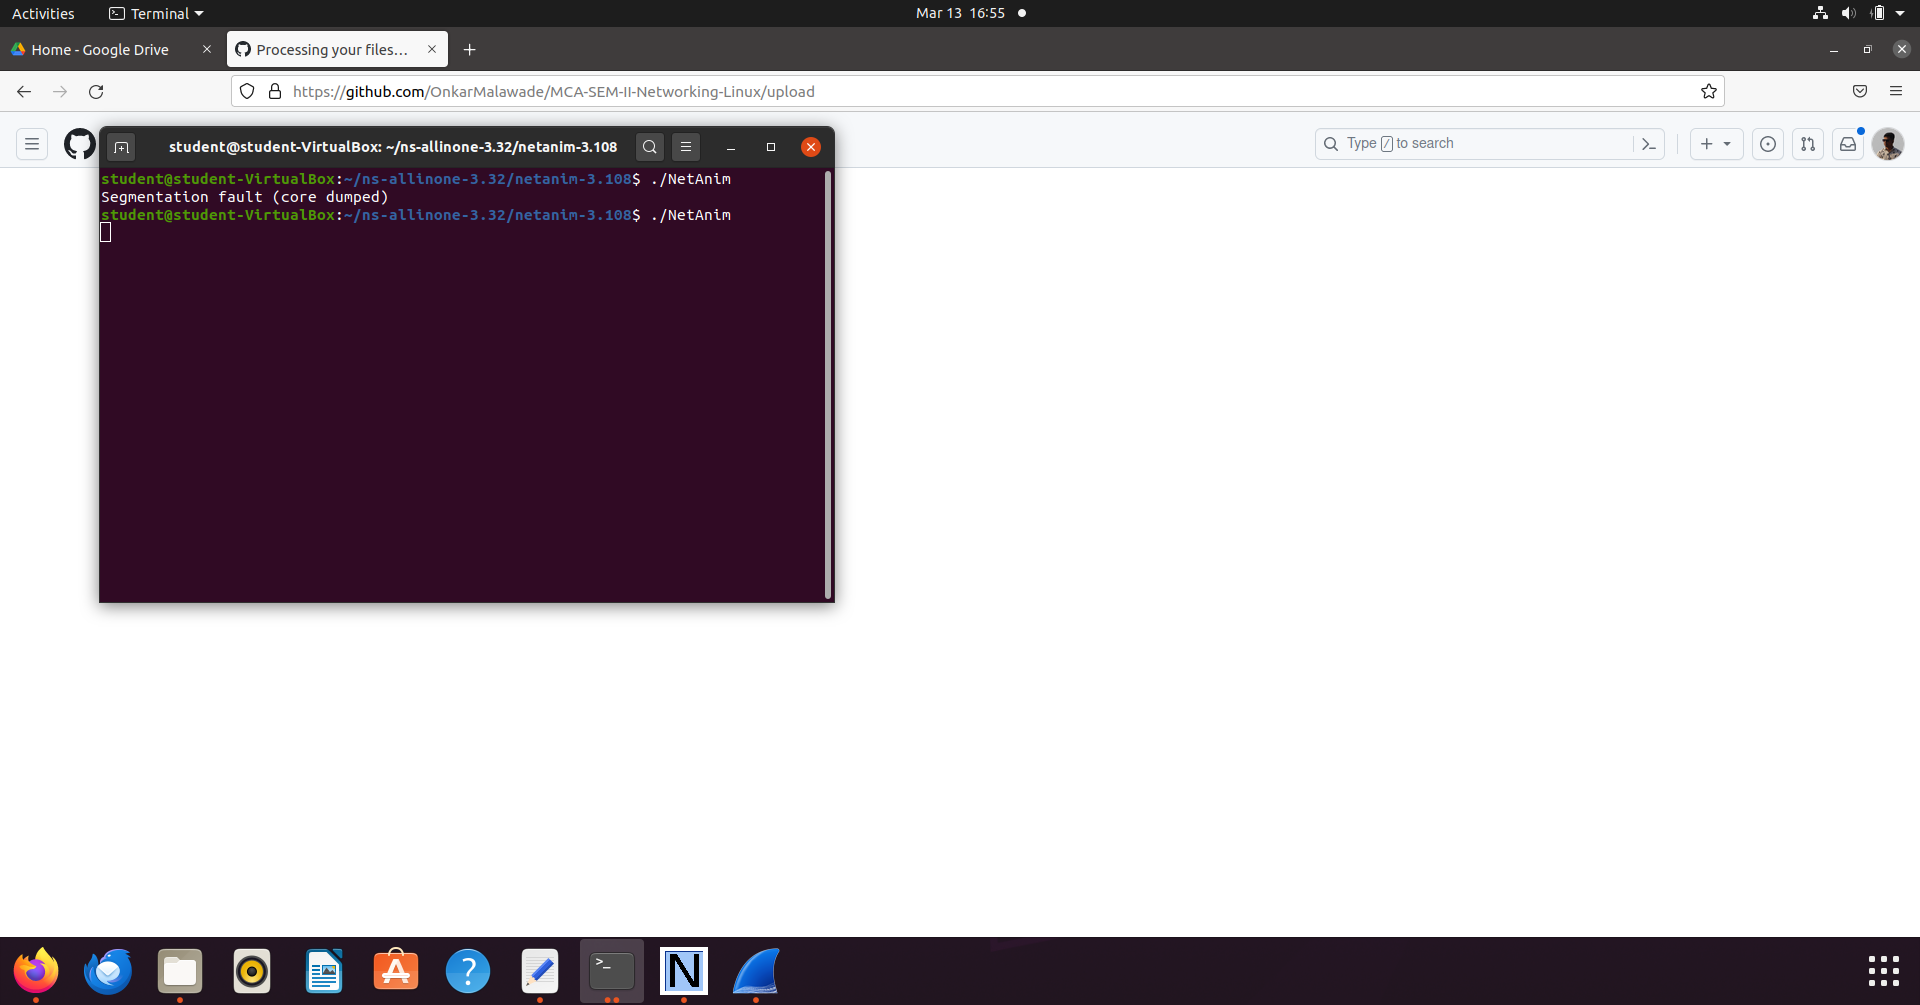 Activities
Terminal
Mar 13 16:55
Home - Google Drive
Processing your files...
https://github.com/OnkarMalawade/MCA-SEM-II-Networking-Linux/upload
student@student-VirtualBox: ~/ns-allinone-3.32/netanim-3.108
Type / to search
student@student-VirtualBox:~/ns-allinone-3.32/netanim-3.108$ ./NetAnim
Segmentation fault (core dumped)
student@student-VirtualBox:~/ns-allinone-3.32/netanim-3.108$ ./NetAnim
N